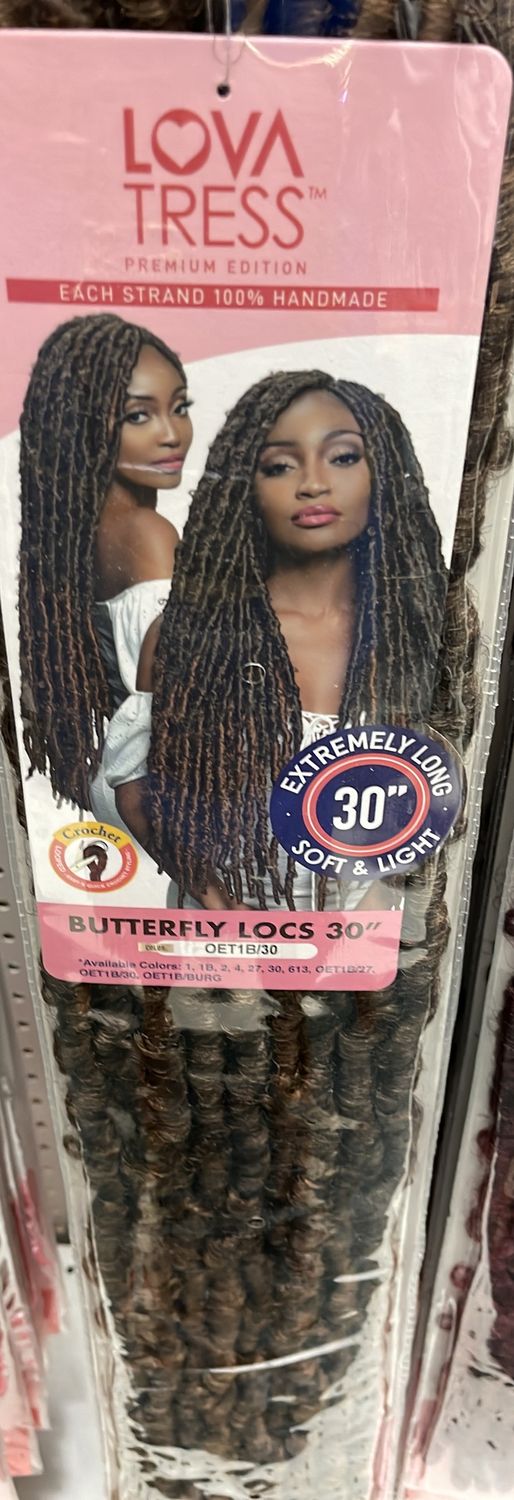 LOVA
TRESS™
PREMIUM EDITION
EACH STRAND 100% HANDMADE
EXTREMELY LONG
30"
SOFT & LIGHT
Crochet
BUTTERFLY LOCS 30"
COLOR: OET1B/30
*Available Colors: 1, 1B, 2, 4, 27, 30, 613, OET1B/27,
OET1B/30, OET1B/BURG